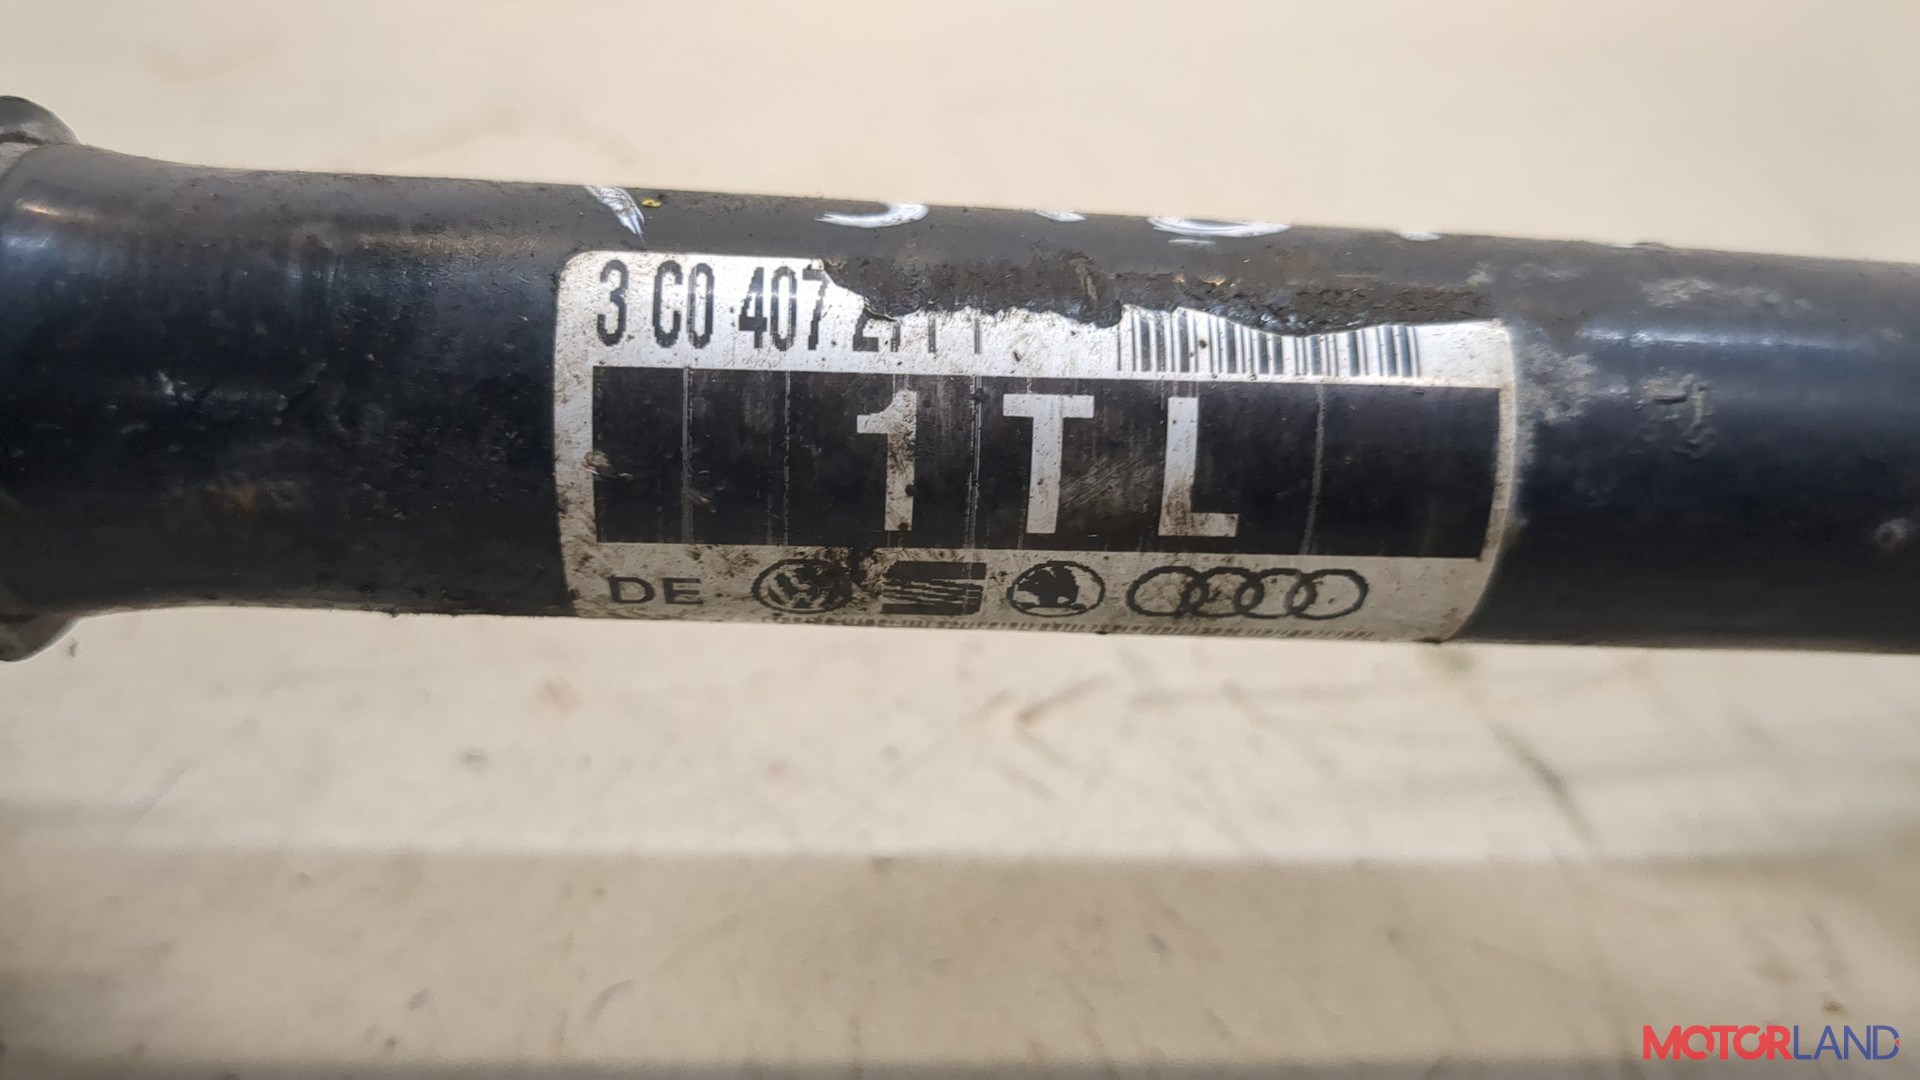 3 C0 407
1TL
DE
MOTORLAND